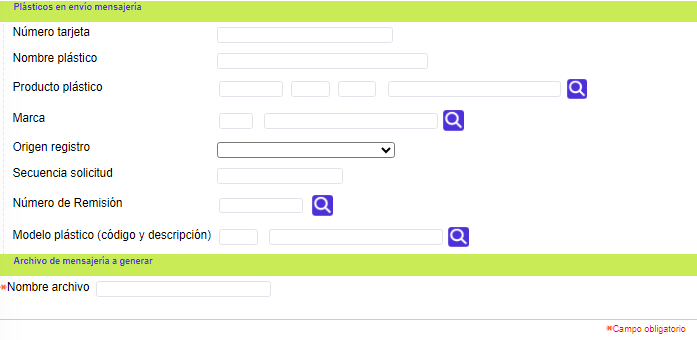 Plásticos en envío mensajería
Número tarjeta
Nombre plástico
Producto plástico
Marca
Origen registro
Secuencia solicitud
Número de Remisión
Modelo plástico (código y descripción)
Archivo de mensajería a generar
*Nombre archivo
*Campo obligatorio